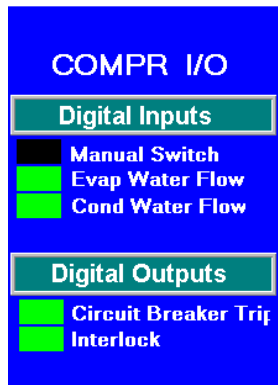 COMPR I/O
Digital Inputs
Manual Switch
Evap Water Flow
Cond Water Flow
Digital Outputs
Circuit Breaker Trip
Interlock